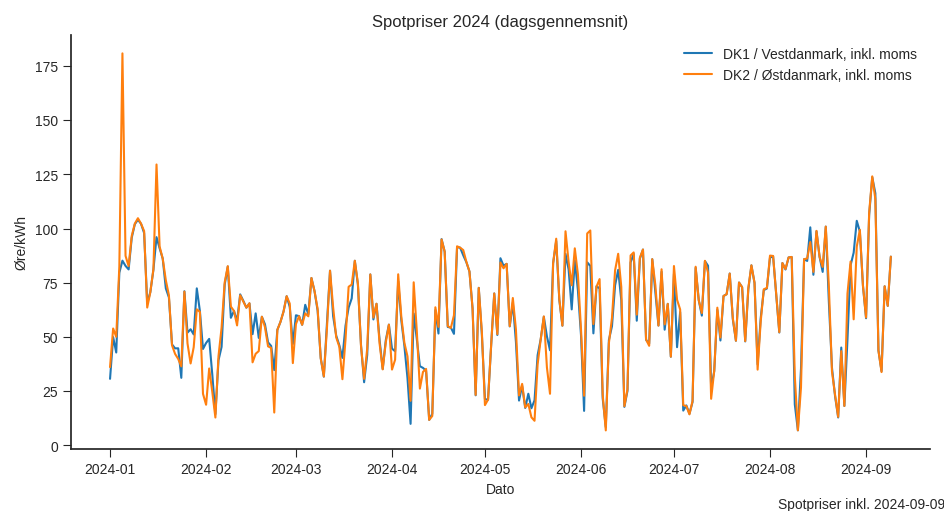 Spotpriser 2024 (dagsgennemsnit)
DK1 / Vestdanmark, inkl. moms
DK2 / Østdanmark, inkl. moms
Øre/kWh
175
150
125
100
75
50
25
0
2024-01 2024-02 2024-03 2024-04 2024-05 2024-06 2024-07 2024-08 2024-09
Dato
Spotpriser inkl. 2024-09-09